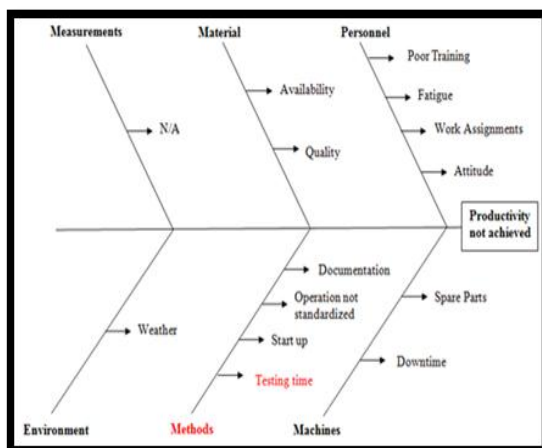 Measurements
Material
Personnel
Poor Training
Availability
Fatigue
N/A
Work Assignments
Quality
Attitude
Productivity
not achieved
Documentation
Operation not
standardized
Spare Parts
Weather
Start up
Downtime
Testing time
Environment
Methods
Machines